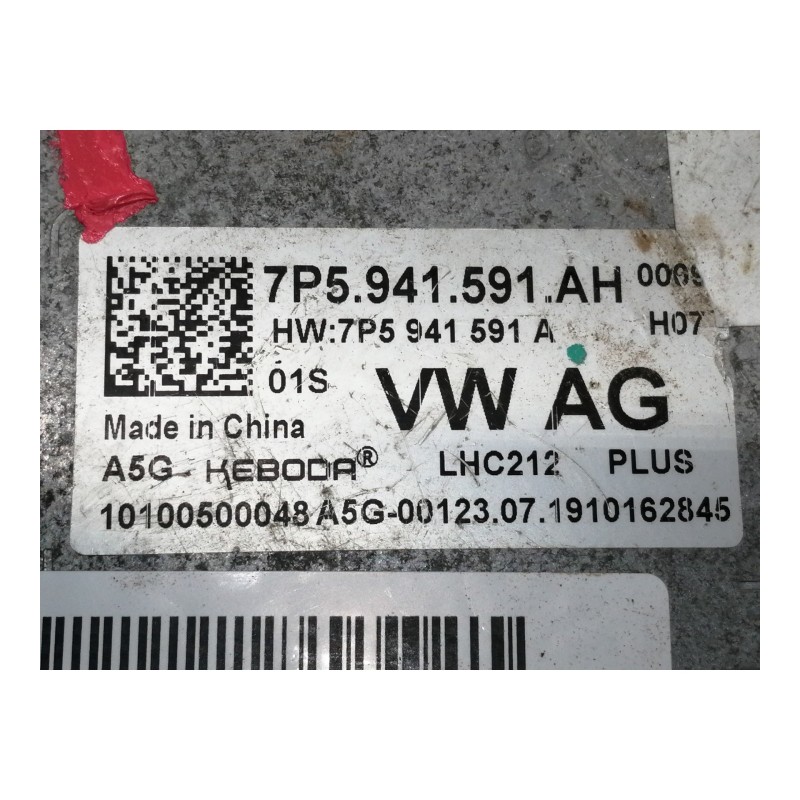 7P5.941.591.AH 0009
HW:7P5 941 591 A H07
01S VW AG
Made in China
A5G KEBODA® LHC212 PLUS
10100500048 A5G-00123.07.1910162845